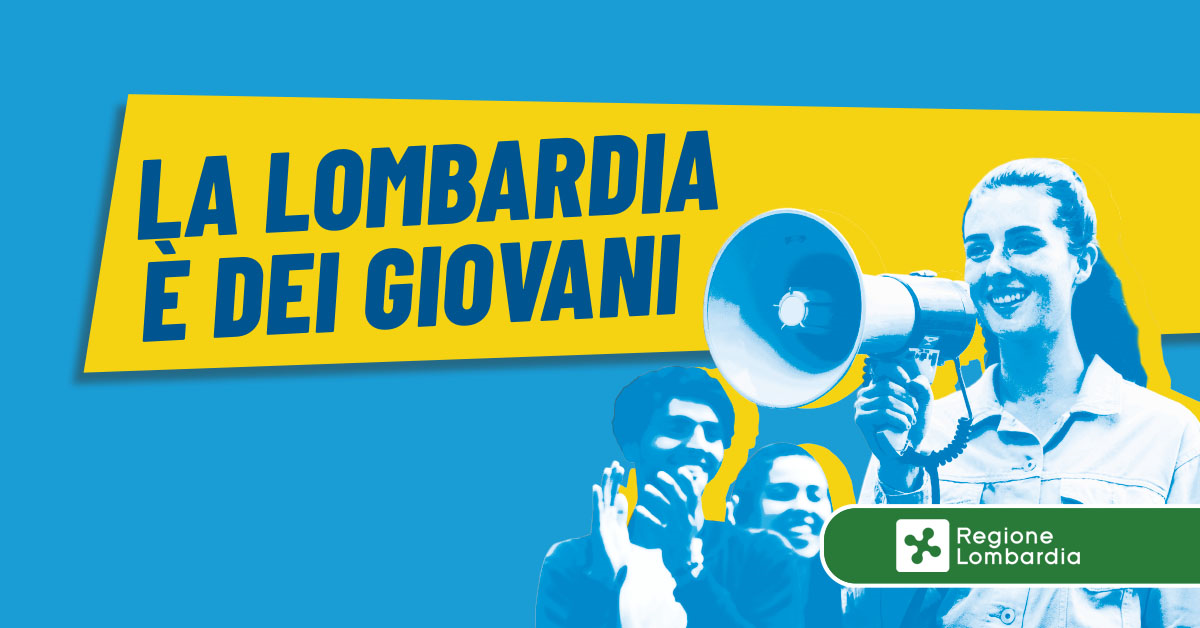 LA LOMBARDIA
È DEI GIOVANI
Regione
Lombardia